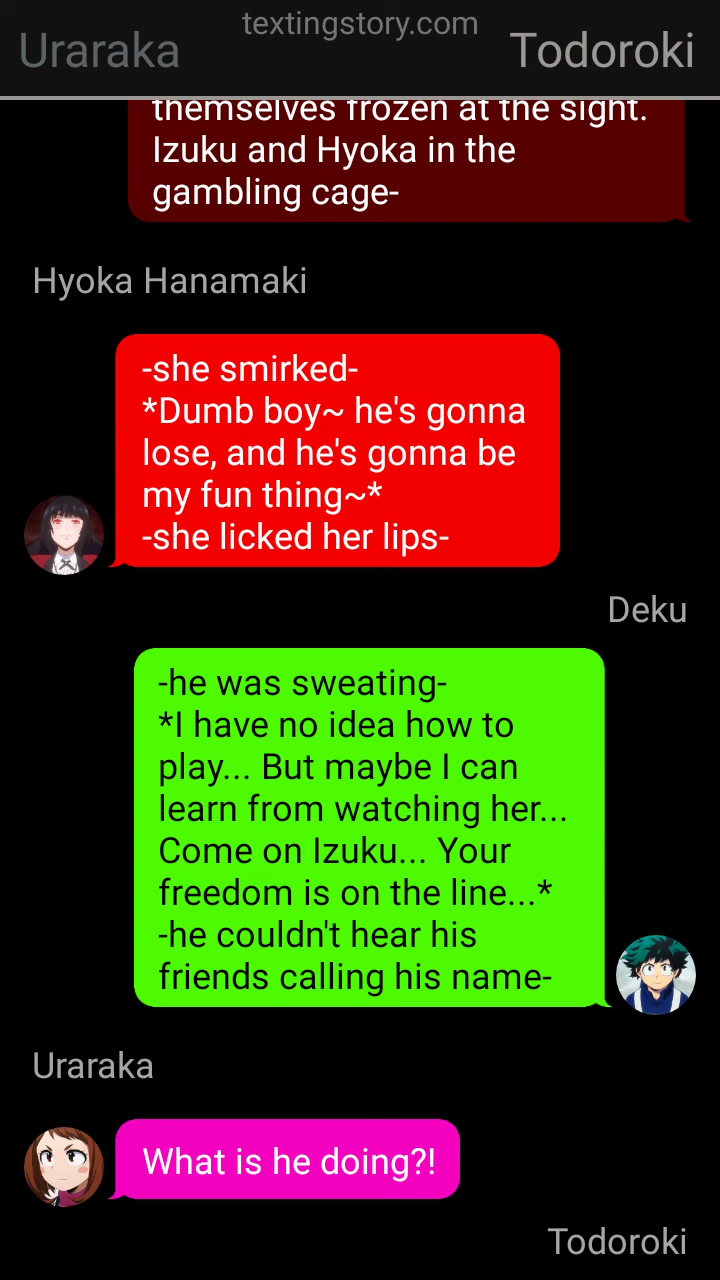 textingstory.com
Uraraka
Todoroki
themselves frozen at the sight.
Izuku and Hyoka in the
gambling cage-
Hyoka Hanamaki
-she smirked-
*Dumb boy~ he's gonna
lose, and he's gonna be
my fun thing~*
-she licked her lips-
Deku
-he was sweating-
*I have no idea how to
play... But maybe I can
learn from watching her...
Come on Izuku... Your
freedom is on the line...*
-he couldn't hear his
friends calling his name-
Uraraka
What is he doing?!
Todoroki